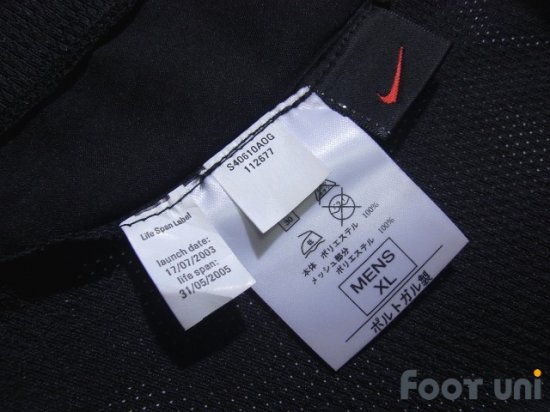 S40610AOG
112677
Life Span Label
launch date:
17/07/2003
life span:
31/05/2005
30
本体 ポリエステル 100%
メッシュ部分
ポリエステル 100%
MENS
XL
ポルトガル製
FOOT UNi